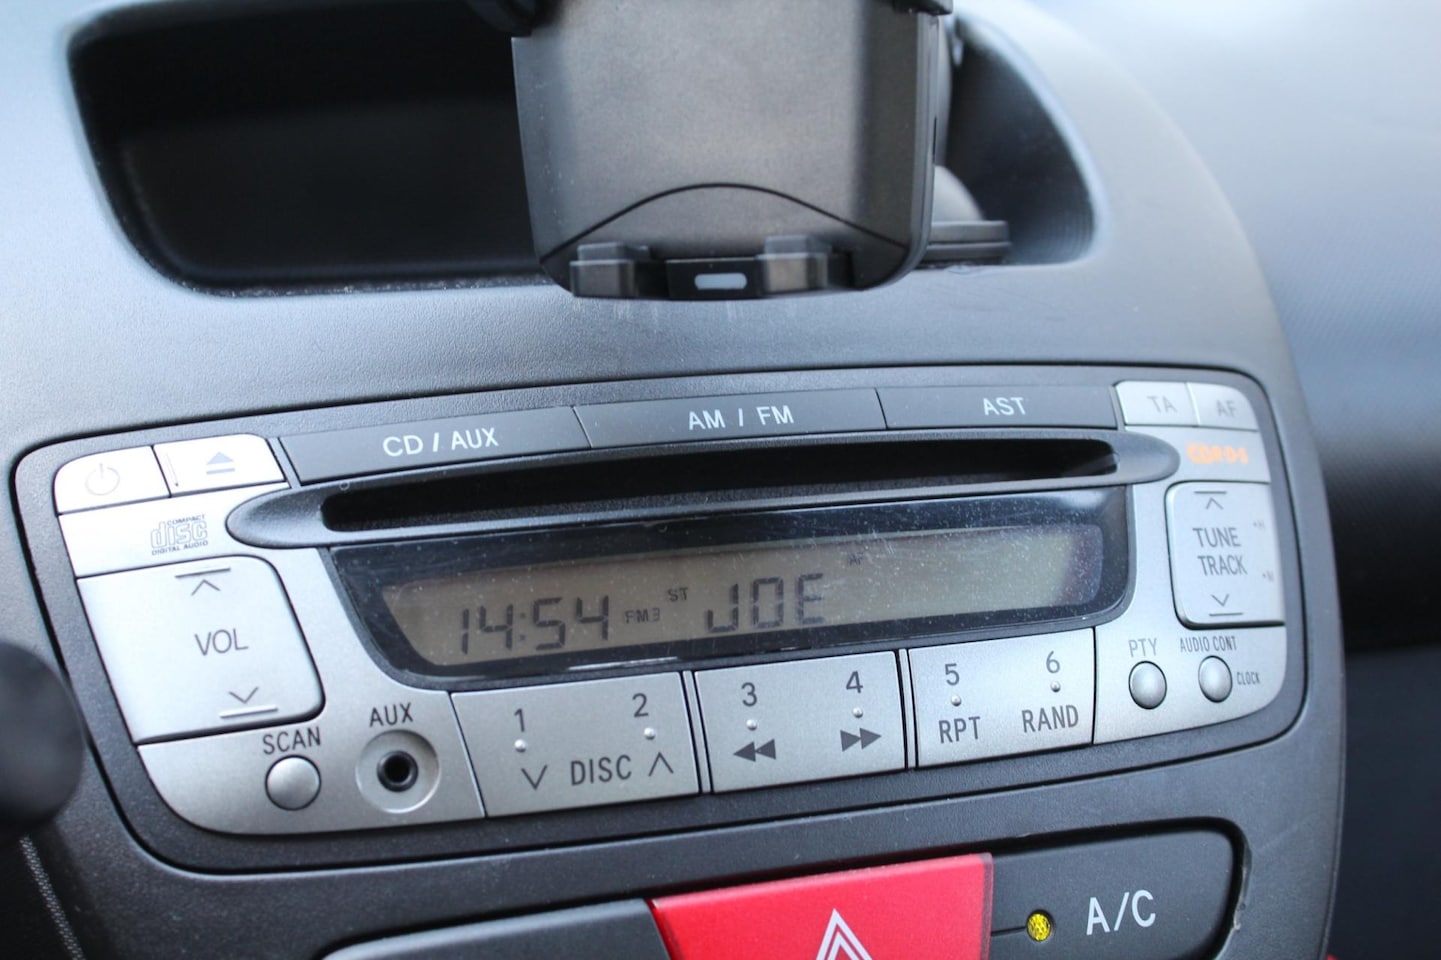 CD / AUX
AM / FM
AST
TA
AF
COMPACT
disc
DIGITAL AUDIO
R·D·S
TUNE
TRACK
AF
14:54 FM3 ST JOE
VOL
SCAN
AUX
1
2
DISC
3
4
5
RPT
6
RAND
PTY
AUDIO CONT
CLOCK
A/C